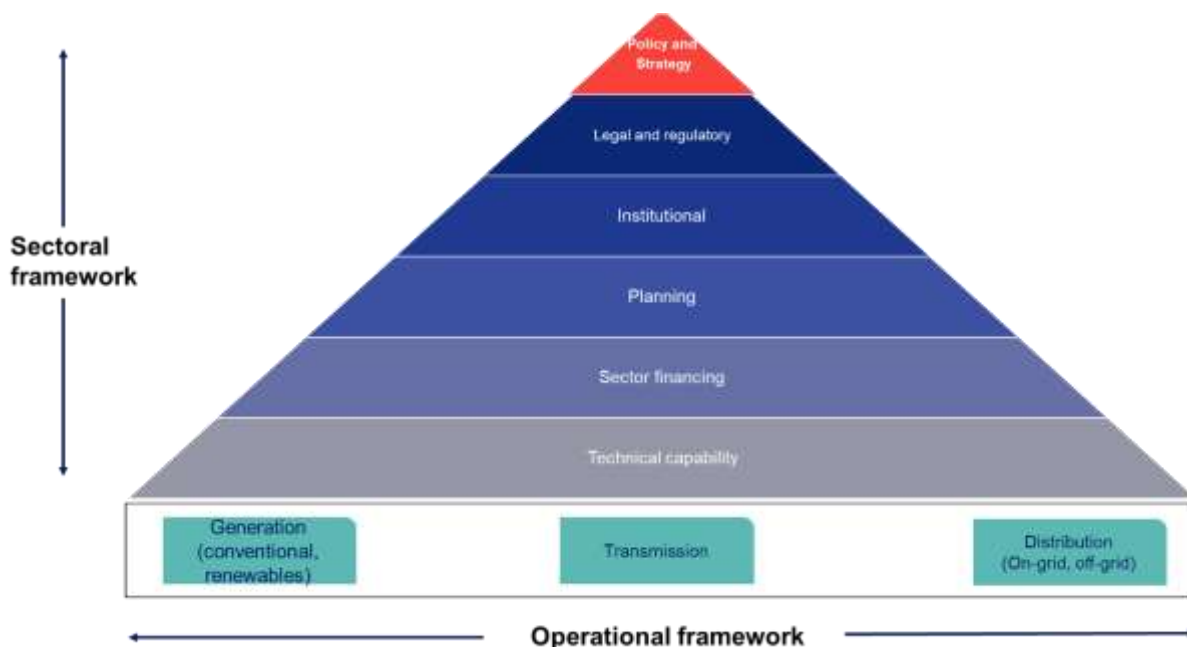 Policy and
Strategy
Legal and regulatory
Institutional
Sectoral
framework
Planning
Sector financing
Technical capability
Generation
(conventional,
renewables)
Transmission
Distribution
(On-grid, off-grid)
Operational framework